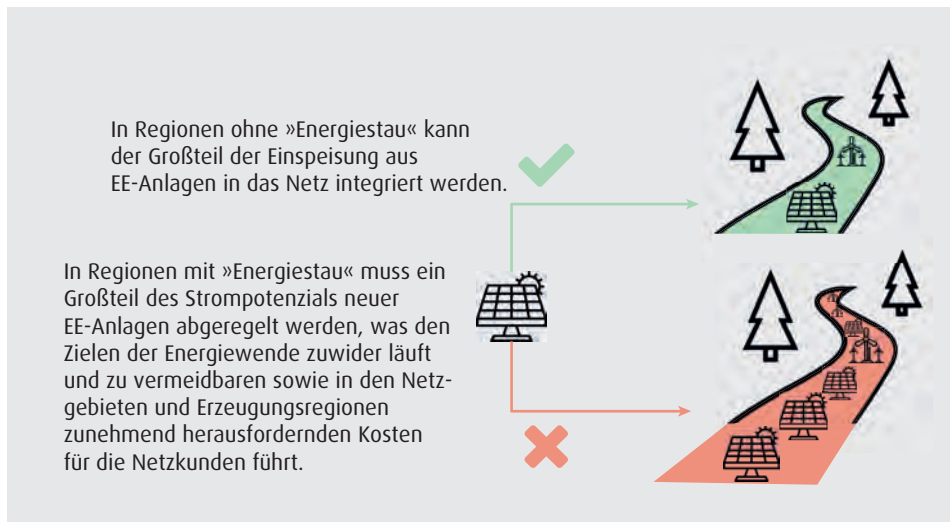 In Regionen ohne »Energiestau« kann
der Großteil der Einspeisung aus
EE-Anlagen in das Netz integriert werden.
In Regionen mit »Energiestau« muss ein
Großteil des Strompotenzials neuer
EE-Anlagen abgeregelt werden, was den
Zielen der Energiewende zuwider läuft
und zu vermeidbaren sowie in den Netz-
gebieten und Erzeugungsregionen
zunehmend herausfordernden Kosten
für die Netzkunden führt.